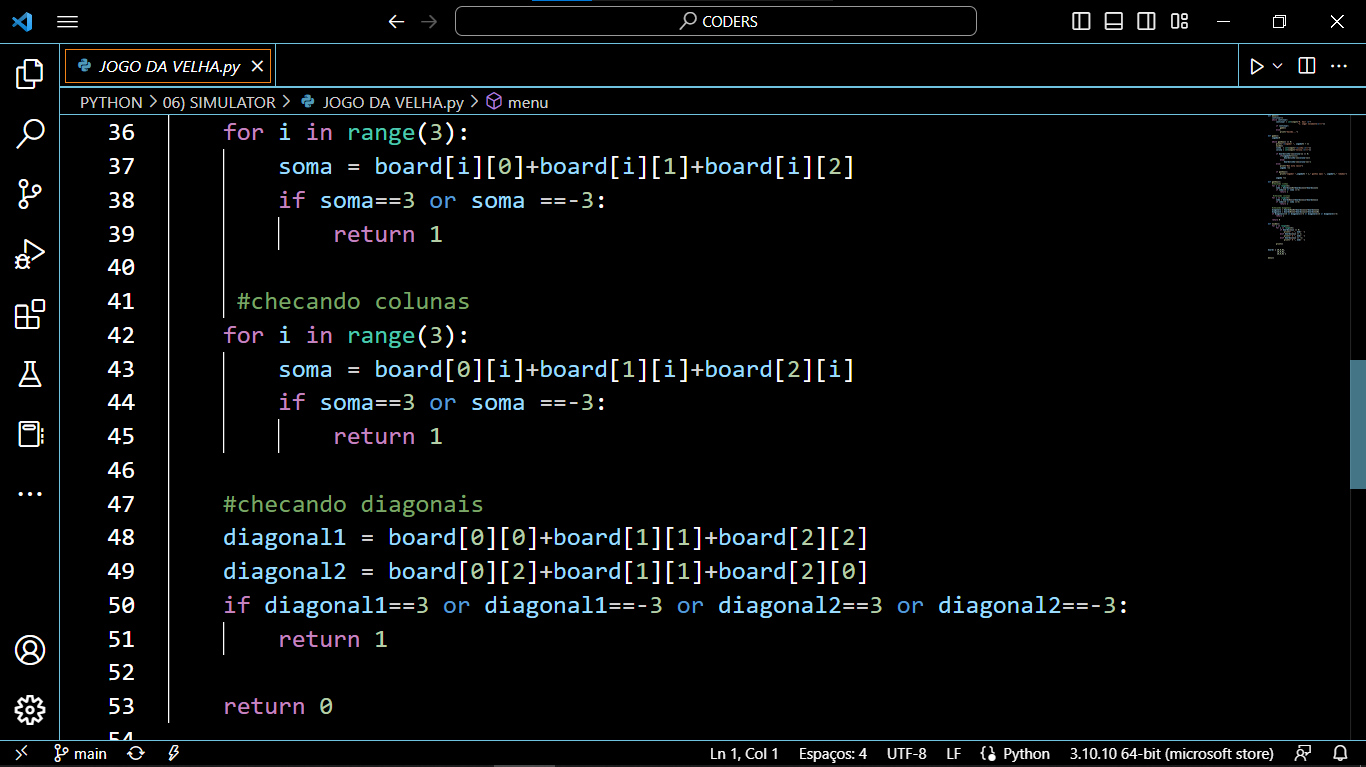 CODERS
JOGO DA VELHA.py
PYTHON > 06) SIMULATOR > JOGO DA VELHA.py > menu
36 for i in range(3):
37 soma = board[i][0]+board[i][1]+board[i][2]
38 if soma==3 or soma ==-3:
39 return 1
40
41 #checando colunas
42 for i in range(3):
43 soma = board[0][i]+board[1][i]+board[2][i]
44 if soma==3 or soma ==-3:
45 return 1
46
47 #checando diagonais
48 diagonal1 = board[0][0]+board[1][1]+board[2][2]
49 diagonal2 = board[0][2]+board[1][1]+board[2][0]
50 if diagonal1==3 or diagonal1==-3 or diagonal2==3 or diagonal2==-3:
51 return 1
52
53 return 0
54
main Ln 1, Col 1 Espaços: 4 UTF-8 LF Python 3.10.10 64-bit (microsoft store)